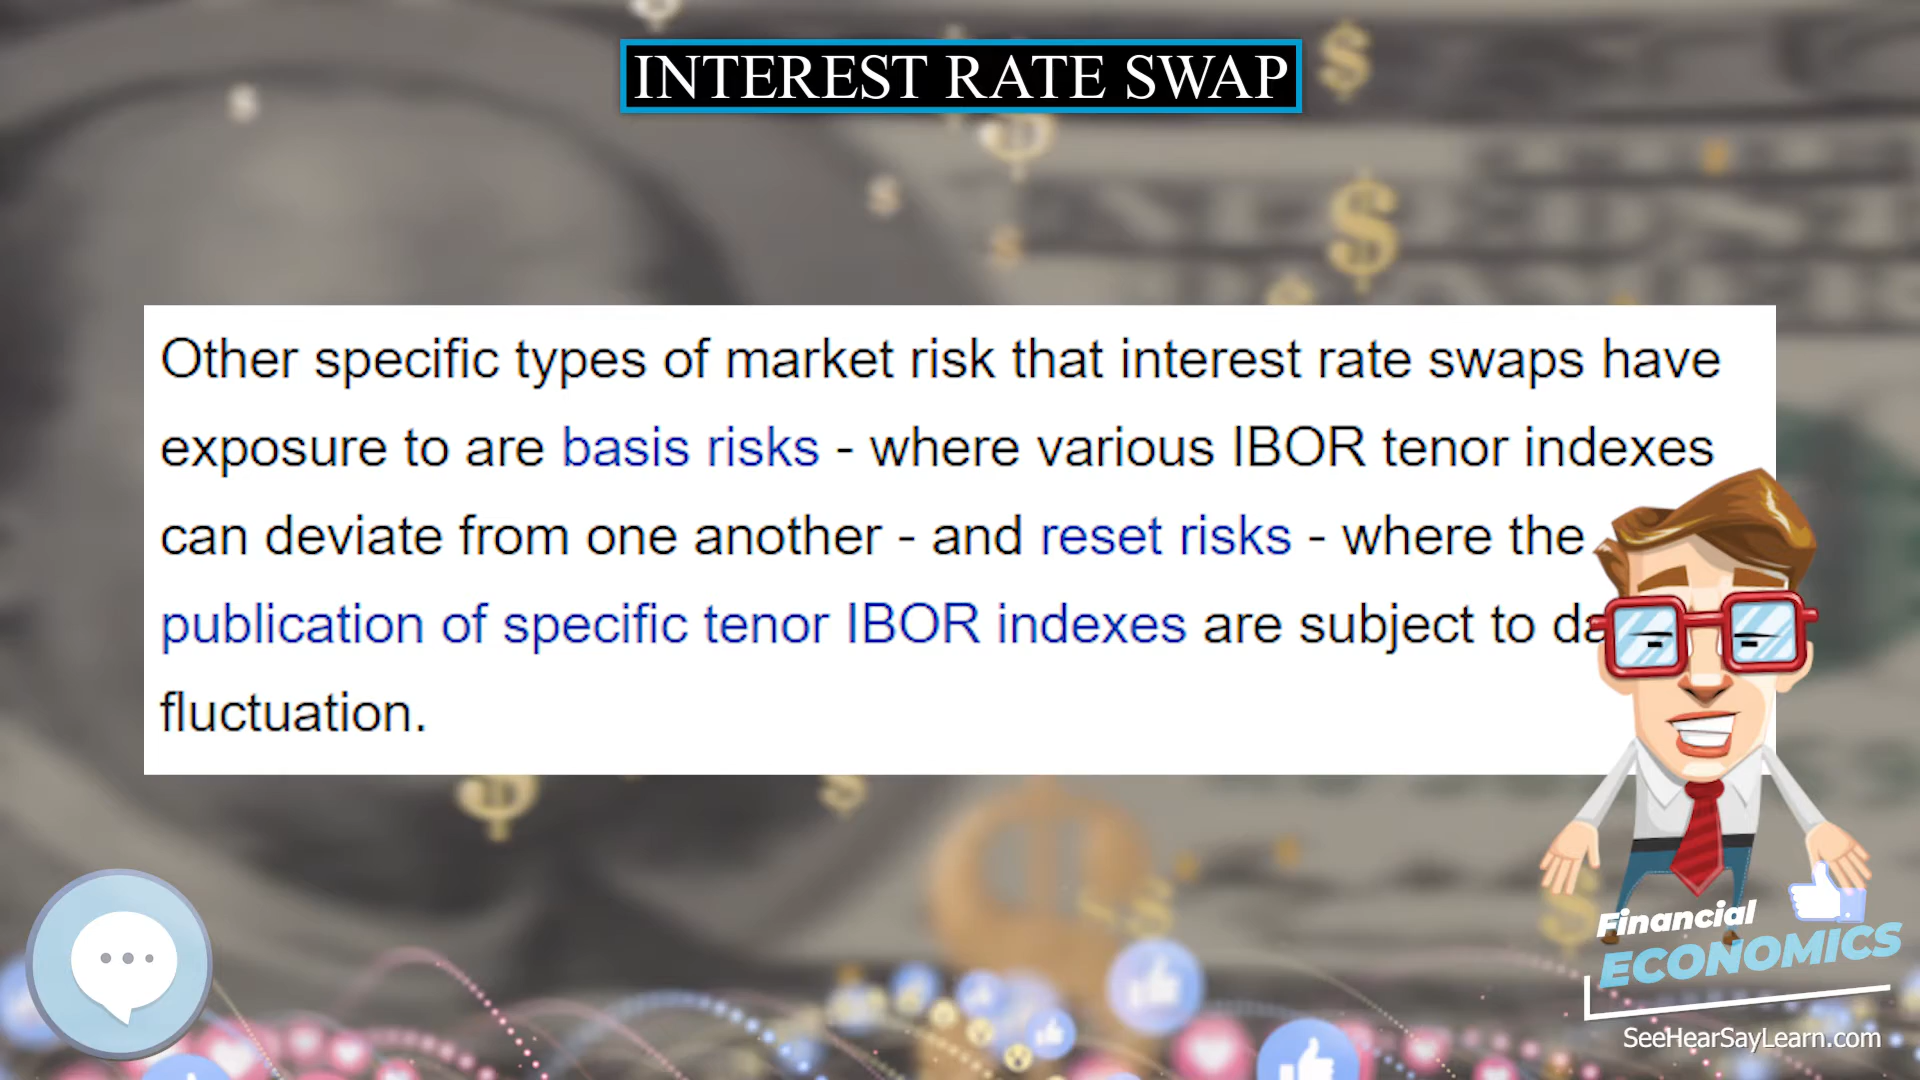 INTEREST RATE SWAP
Other specific types of market risk that interest rate swaps have
exposure to are basis risks - where various IBOR tenor indexes
can deviate from one another - and reset risks - where the
publication of specific tenor IBOR indexes are subject to
fluctuation.
Financial
ECONOMICS
SeeHearSayLearn.com